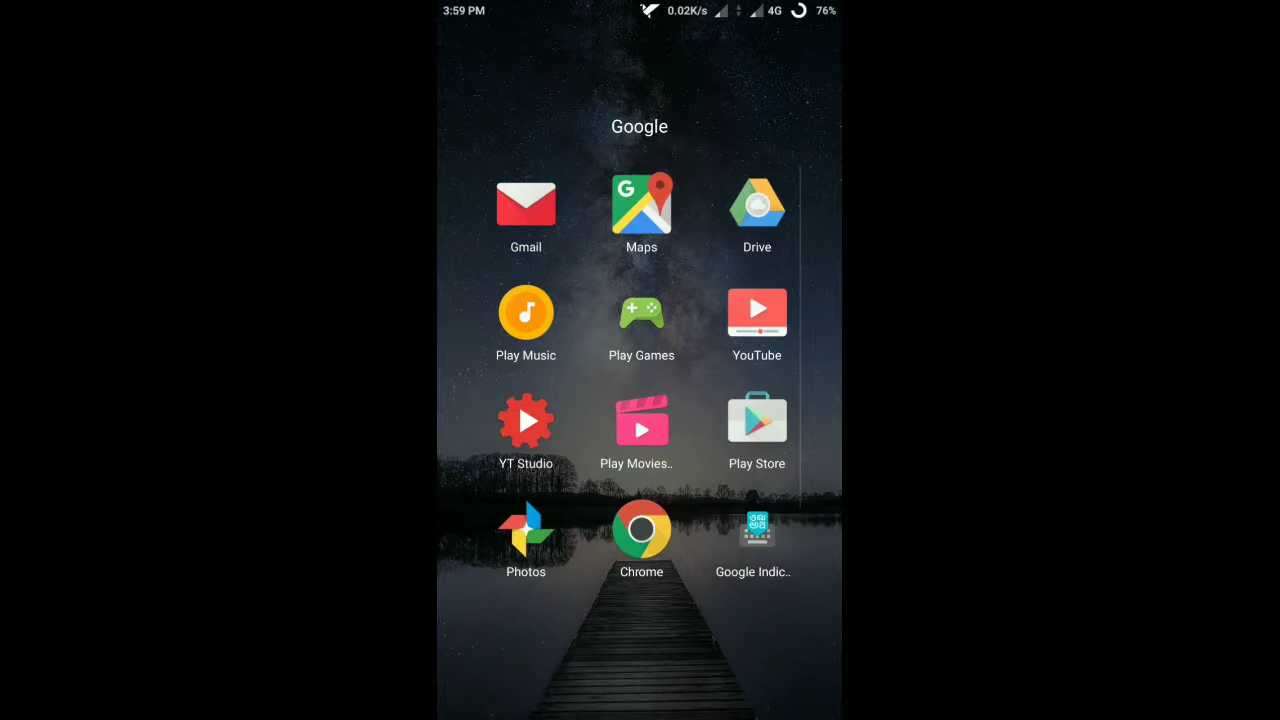 3:59 PM 0.02K/s 4G 76%
Google
G
Gmail Maps Drive
Play Music Play Games YouTube
YT Studio Play Movies.. Play Store
Photos Chrome Google Indic..